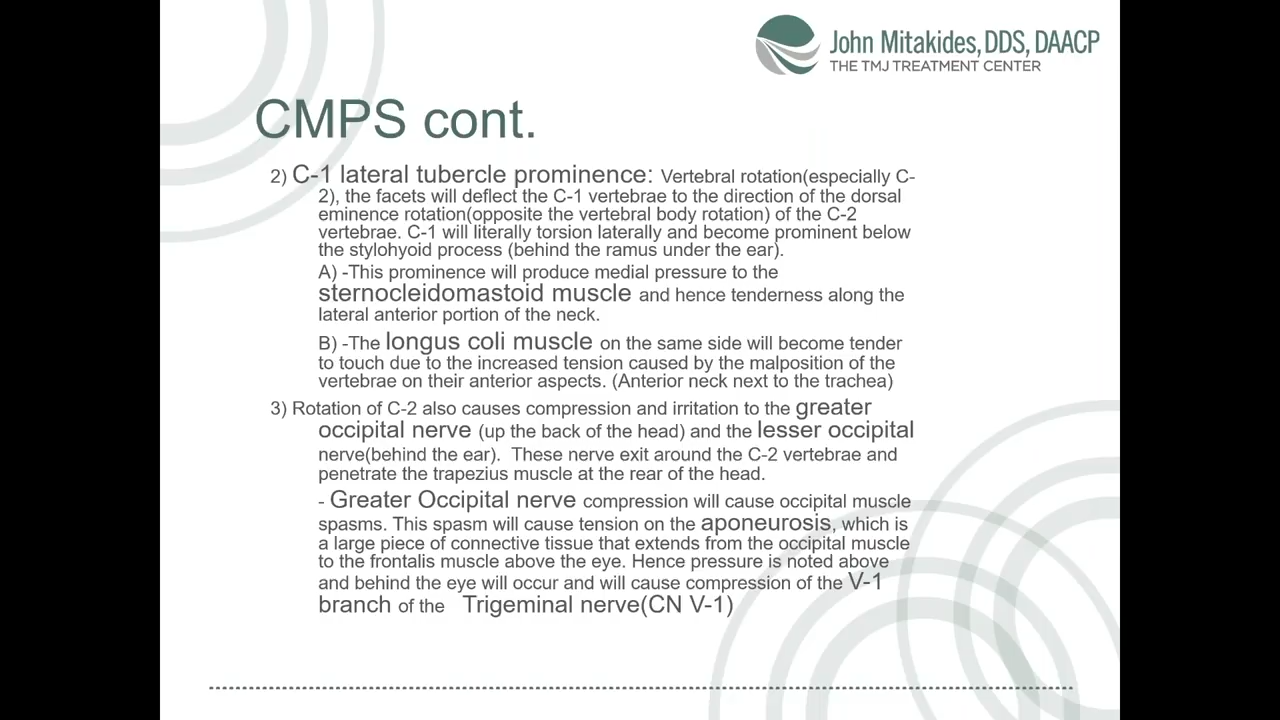 John Mitakides, DDS, DAACP
THE TMJ TREATMENT CENTER
CMPS cont.
2) C-1 lateral tubercle prominence: Vertebral rotation(especially C-
2), the facets will deflect the C-1 vertebrae to the direction of the dorsal
eminence rotation(opposite the vertebral body rotation) of the C-2
vertebrae. C-1 will literally torsion laterally and become prominent below
the stylohyoid process (behind the ramus under the ear).
A) -This prominence will produce medial pressure to the
sternocleidomastoid muscle and hence tenderness along the
lateral anterior portion of the neck.
B) -The longus coli muscle on the same side will become tender
to touch due to the increased tension caused by the malposition of the
vertebrae on their anterior aspects. (Anterior neck next to the trachea)
3) Rotation of C-2 also causes compression and irritation to the greater
occipital nerve (up the back of the head) and the lesser occipital
nerve(behind the ear). These nerve exit around the C-2 vertebrae and
penetrate the trapezius muscle at the rear of the head.
- Greater Occipital nerve compression will cause occipital muscle
spasms. This spasm will cause tension on the aponeurosis, which is
a large piece of connective tissue that extends from the occipital muscle
to the frontalis muscle above the eye. Hence pressure is noted above
and behind the eye will occur and will cause compression of the V-1
branch of the Trigeminal nerve(CN V-1)